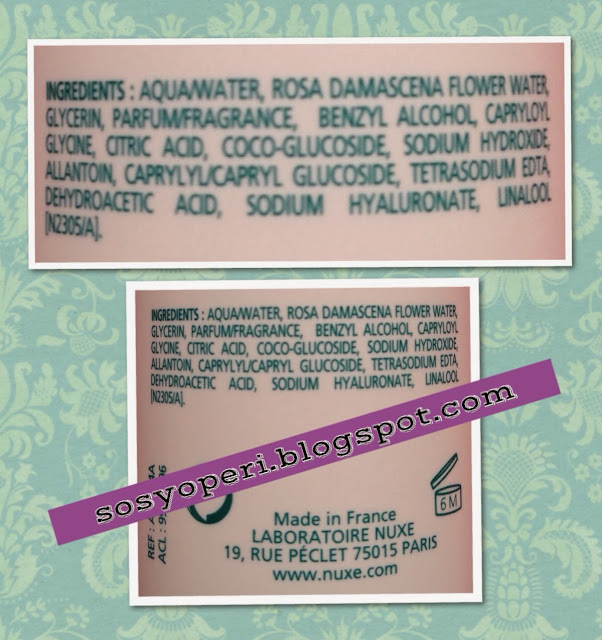 INGREDIENTS : AQUA/WATER, ROSA DAMASCENA FLOWER WATER,
GLYCERIN, PARFUM/FRAGRANCE, BENZYL ALCOHOL, CAPRYLOYL
GLYCINE, CITRIC ACID, COCO-GLUCOSIDE, SODIUM HYDROXIDE,
ALLANTOIN, CAPRYLYL/CAPRYL GLUCOSIDE, TETRASODIUM EDTA,
DEHYDROACETIC ACID, SODIUM HYALURONATE, LINALOOL
[N2305/A].
INGREDIENTS : AQUA/WATER, ROSA DAMASCENA FLOWER WATER,
GLYCERIN, PARFUM/FRAGRANCE, BENZYL ALCOHOL, CAPRYLOYL
GLYCINE, CITRIC ACID, COCO-GLUCOSIDE, SODIUM HYDROXIDE,
ALLANTOIN, CAPRYLYL/CAPRYL GLUCOSIDE, TETRASODIUM EDTA,
DEHYDROACETIC ACID, SODIUM HYALURONATE, LINALOOL
[N2305/A].
sosyoperi.blogspot.com
6 M
REF :
ACL :
Made in France
LABORATOIRE NUXE
19, RUE PÉCLET 75015 PARIS
www.nuxe.com